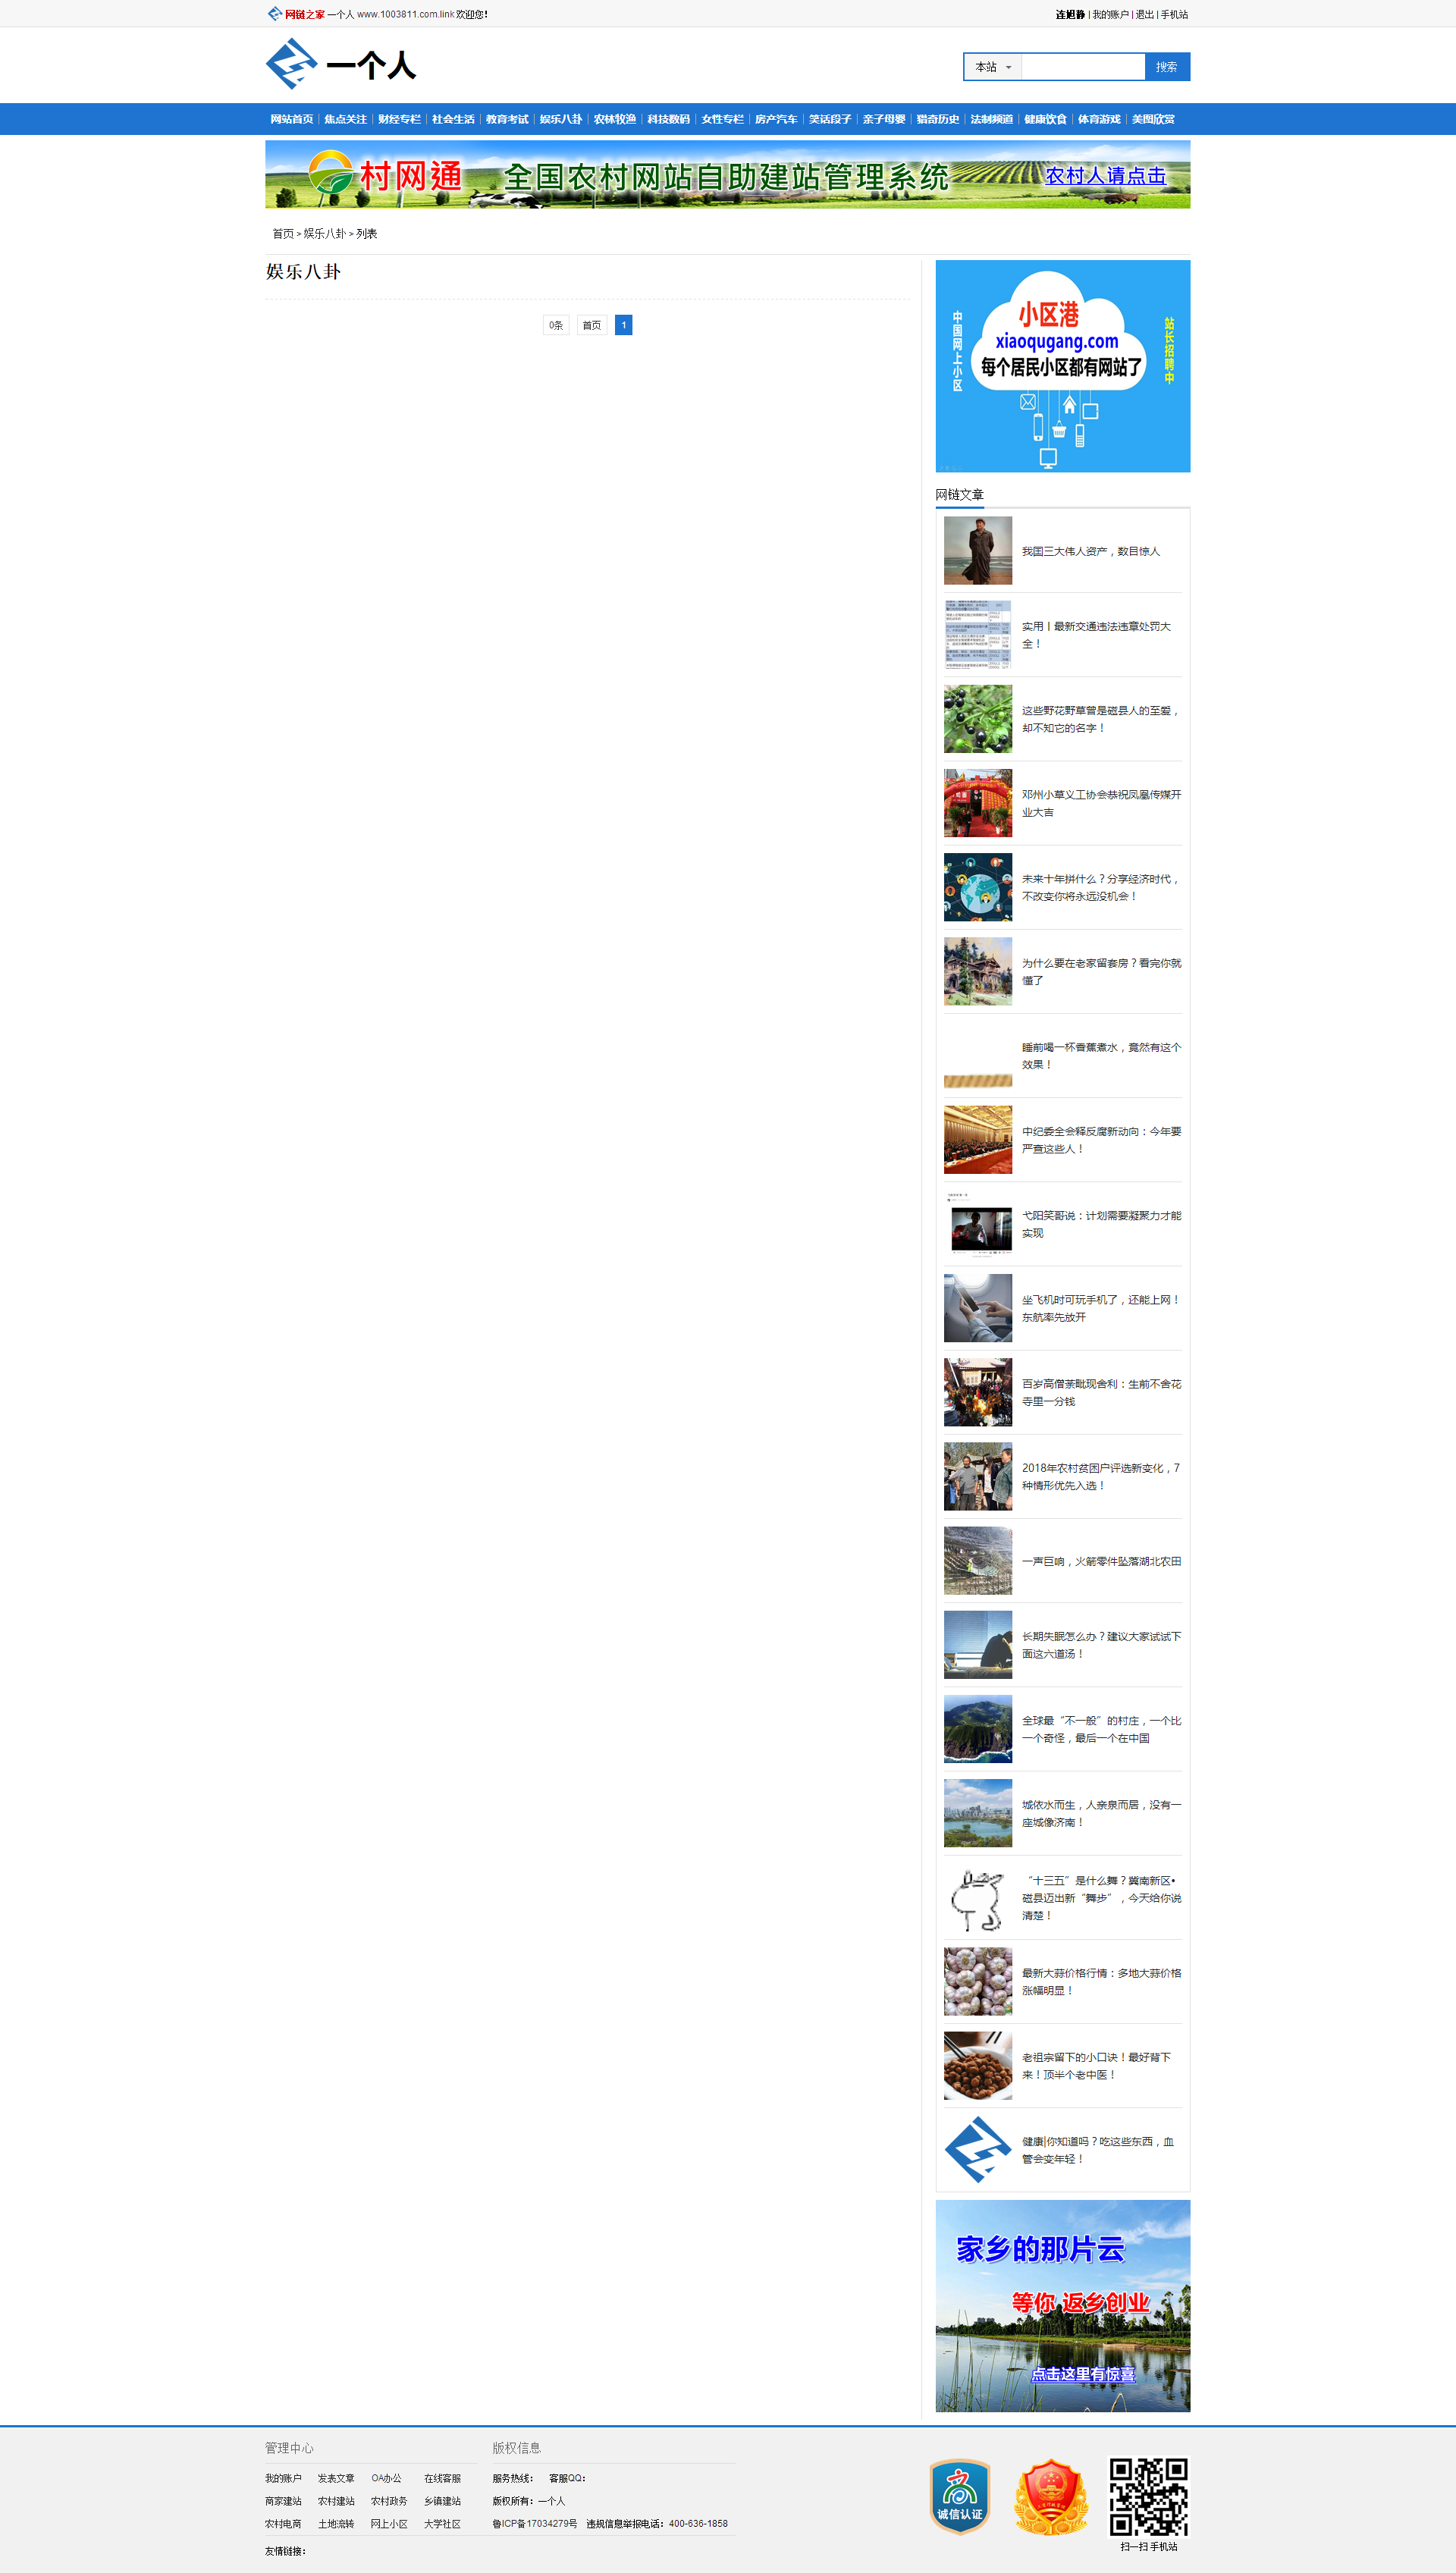 网链之家 一个人 www.1003811.com.link 欢迎您！
连旭静 | 我的账户 | 退出 | 手机站
一个人
本站
搜索
网站首页 | 焦点关注 | 财经专栏 | 社会生活 | 教育考试 | 娱乐八卦 | 农林牧渔 | 科技数码 | 女性专栏 | 房产汽车 | 笑话段子 | 亲子母婴 | 猎奇历史 | 法制频道 | 健康饮食 | 体育游戏 | 美图欣赏
村网通 全国农村网站自助建站管理系统 农村人请点击
首页 > 娱乐八卦 > 列表
娱乐八卦
0条 首页 1
中国网上小区
小区港
xiaoqugang.com
每个居民小区都有网站了
站长招聘中
网链文章
我国三大伟人资产，数目惊人
实用丨最新交通违法违章处罚大
全！
这些野花野草曾是磁县人的至爱，
却不知它的名字！
邓州小草义工协会恭祝凤凰传媒开
业大吉
未来十年拼什么？分享经济时代，
不改变你将永远没机会！
为什么要在老家留套房？看完你就
懂了
睡前喝一杯香蕉煮水，竟然有这个
效果！
中纪委全会释反腐新动向：今年要
严查这些人！
弋阳笑哥说：计划需要凝聚力才能
实现
坐飞机时可玩手机了，还能上网！
东航率先放开
百岁高僧荼毗现舍利：生前不舍花
寺里一分钱
2018年农村贫困户评选新变化，7
种情形优先入选！
一声巨响，火箭零件坠落湖北农田
长期失眠怎么办？建议大家试试下
面这六道汤！
全球最“不一般”的村庄，一个比
一个奇怪，最后一个在中国
城依水而生，人亲泉而居，没有一
座城像济南！
“十三五”是什么舞？冀南新区•
磁县迈出新“舞步”，今天给你说
清楚！
最新大蒜价格行情：多地大蒜价格
涨幅明显！
老祖宗留下的小口诀！最好背下
来！顶半个老中医！
健康|你知道吗？吃这些东西，血
管会变年轻！
家乡的那片云
等你 返乡创业
点击这里有惊喜
管理中心
我的账户 发表文章 OA办公 在线客服
商家建站 农村建站 农村政务 乡镇建站
农村电商 土地流转 网上小区 大学社区
版权信息
服务热线： 客服QQ：
版权所有：一个人
鲁ICP备17034279号 违规信息举报电话：400-636-1858
友情链接：
诚信认证
扫一扫 手机站